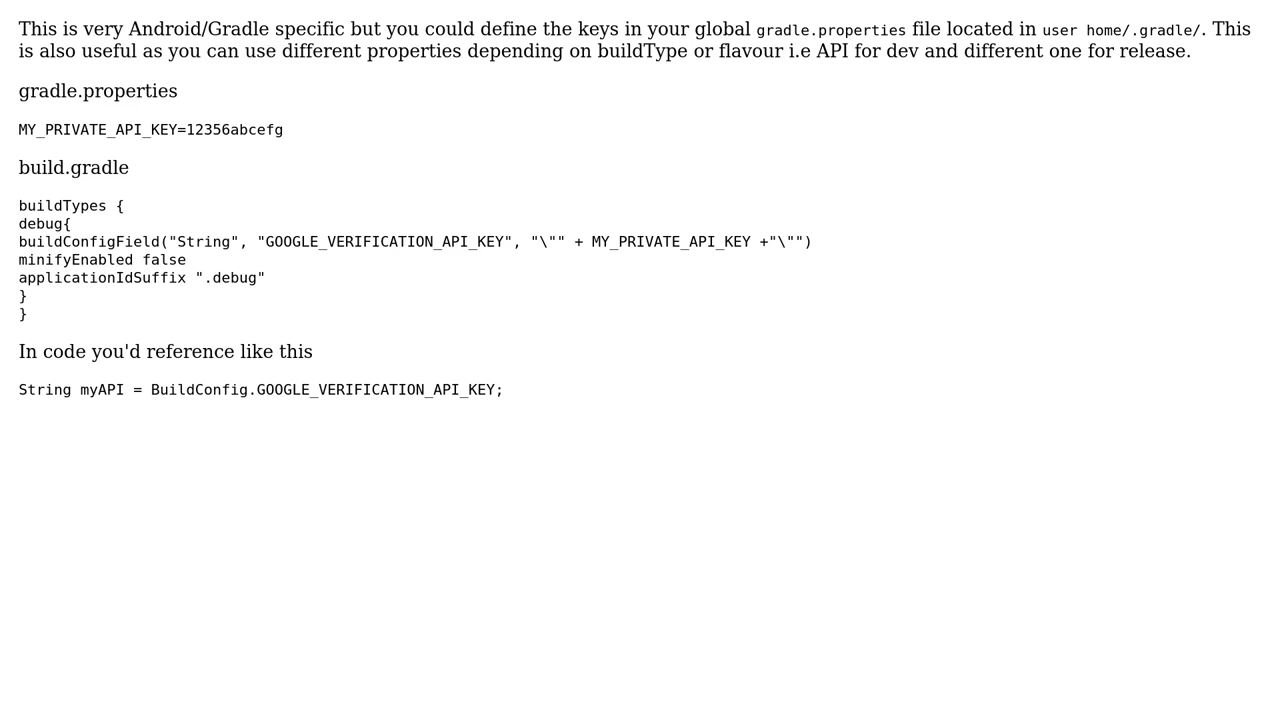 This is very Android/Gradle specific but you could define the keys in your global gradle.properties file located in user home/.gradle/. This
is also useful as you can use different properties depending on buildType or flavour i.e API for dev and different one for release.
gradle.properties
MY_PRIVATE_API_KEY=12356abcefg
build.gradle
buildTypes {
debug{
buildConfigField("String", "GOOGLE_VERIFICATION_API_KEY", "\"" + MY_PRIVATE_API_KEY +"\"")
minifyEnabled false
applicationIdSuffix ".debug"
}
}
In code you'd reference like this
String myAPI = BuildConfig.GOOGLE_VERIFICATION_API_KEY;